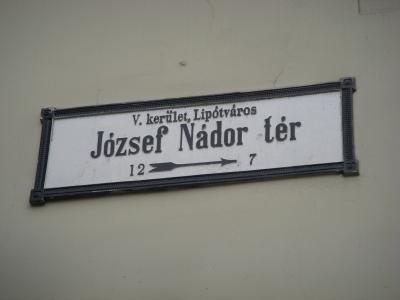 V. kerület, Lipótváros
József Nádor tér
12 → 7